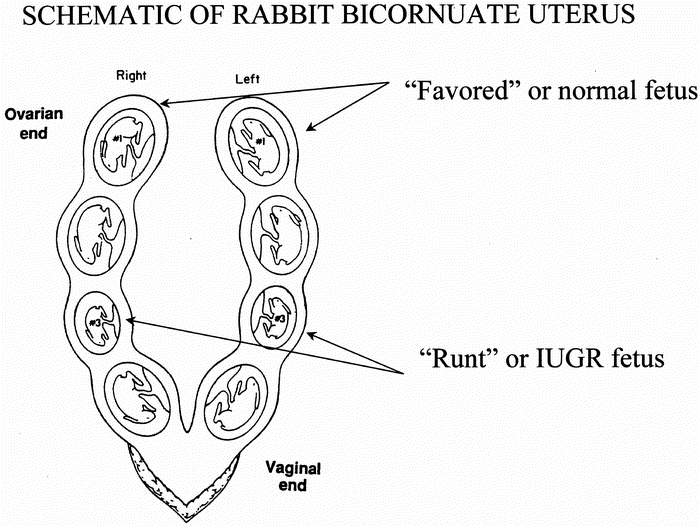 SCHEMATIC OF RABBIT BICORNUATE UTERUS
Right
Left
“Favored” or normal fetus
Ovarian
end
#1
#1
#3
#3
“Runt” or IUGR fetus
Vaginal
end